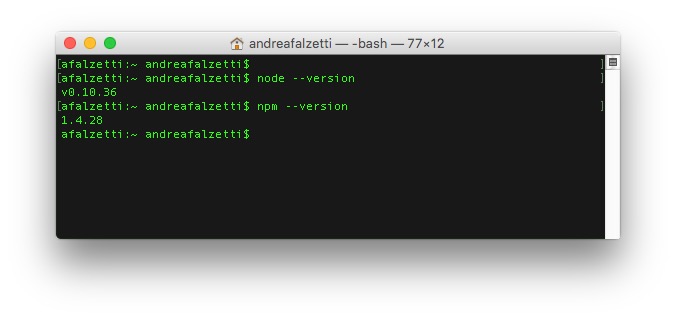 andreafalzetti — -bash — 77×12
[afalzetti:~ andreafalzetti$ ]
[afalzetti:~ andreafalzetti$ node --version ]
v0.10.36
[afalzetti:~ andreafalzetti$ npm --version ]
1.4.28
afalzetti:~ andreafalzetti$